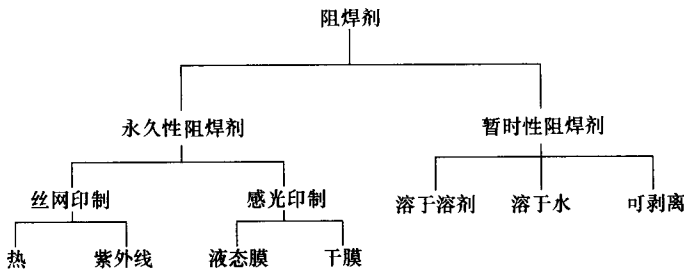 阻焊剂
永久性阻焊剂
暂时性阻焊剂
丝网印制
感光印制
溶于溶剂
溶于水
可剥离
热
紫外线
液态膜
干膜